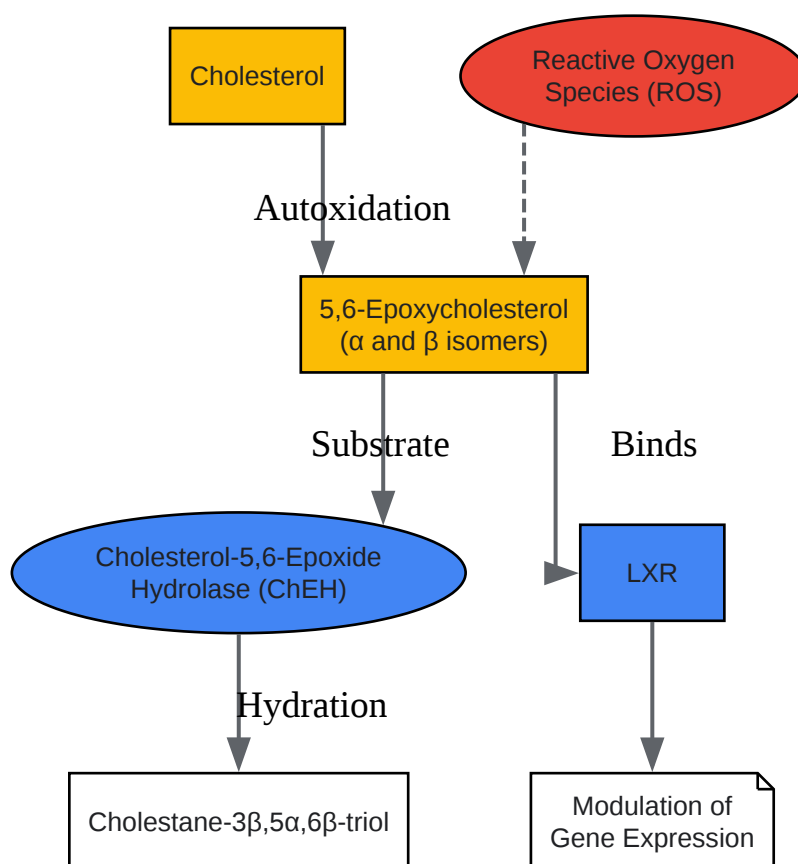 Cholesterol
Reactive Oxygen
Species (ROS)
Autoxidation
5,6-Epoxycholesterol
(α and β isomers)
Substrate
Binds
Cholesterol-5,6-Epoxide
Hydrolase (ChEH)
LXR
Hydration
Cholestane-3β,5α,6β-triol
Modulation of
Gene Expression